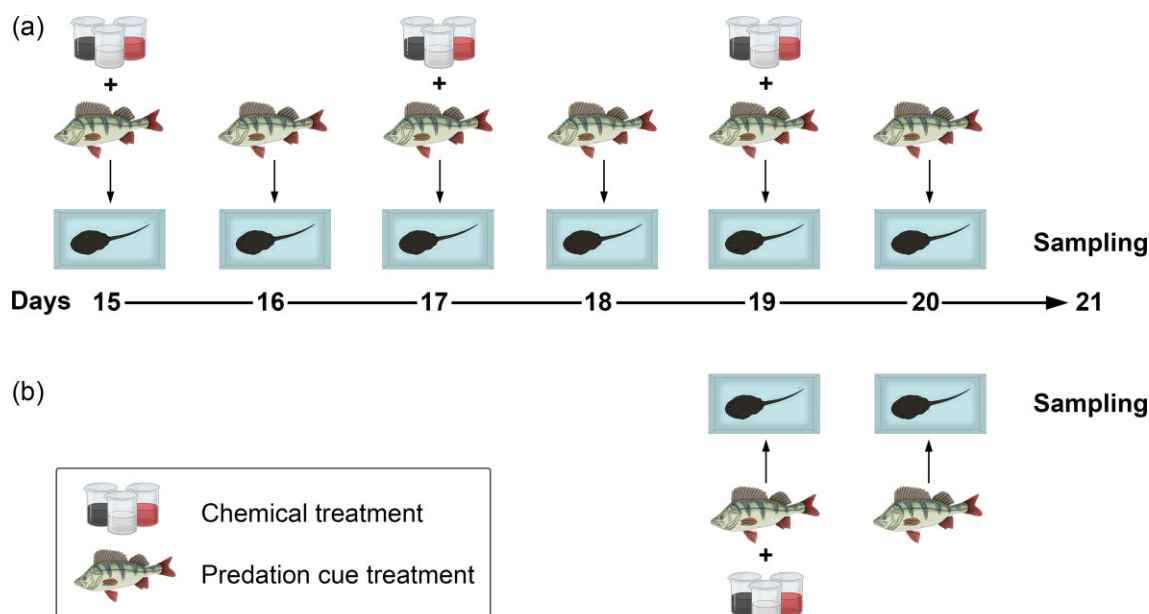 (a)
Sampling
Days 15 16 17 18 19 20 21
(b)
Sampling
Chemical treatment
Predation cue treatment
+
+
+
+